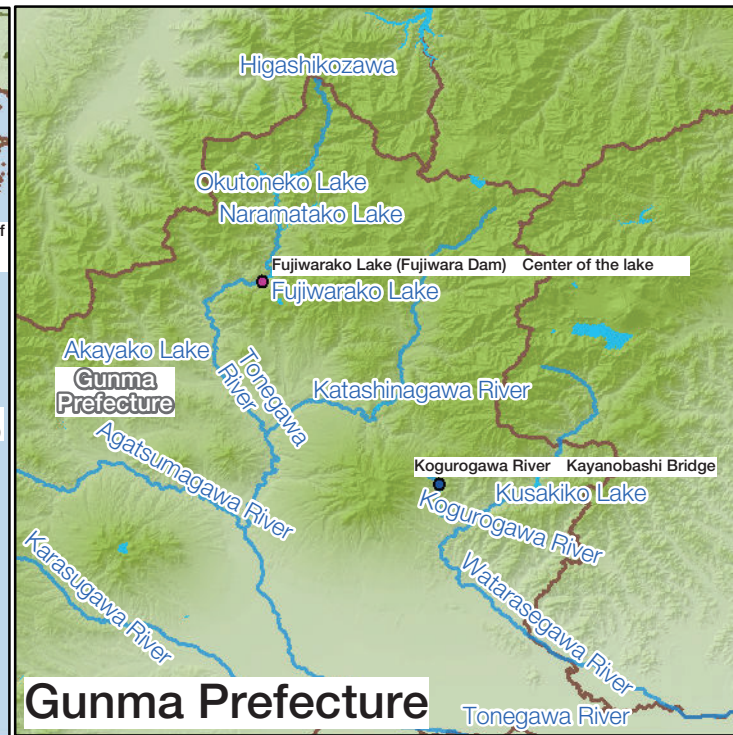 Higashikozawa
Okutoneko Lake
Naramatako Lake
f
Fujiwarako Lake (Fujiwara Dam) Center of the lake
Fujiwarako Lake
Akayako Lake
Gunma
Prefecture
Tonegawa
River
Katashinagawa River
Agatsumagawa River
Kogurogawa River Kayanobashi Bridge
Kusakiko Lake
Kogurogawa River
Karasugawa River
Watarasegawa River
Gunma Prefecture
Tonegawa River